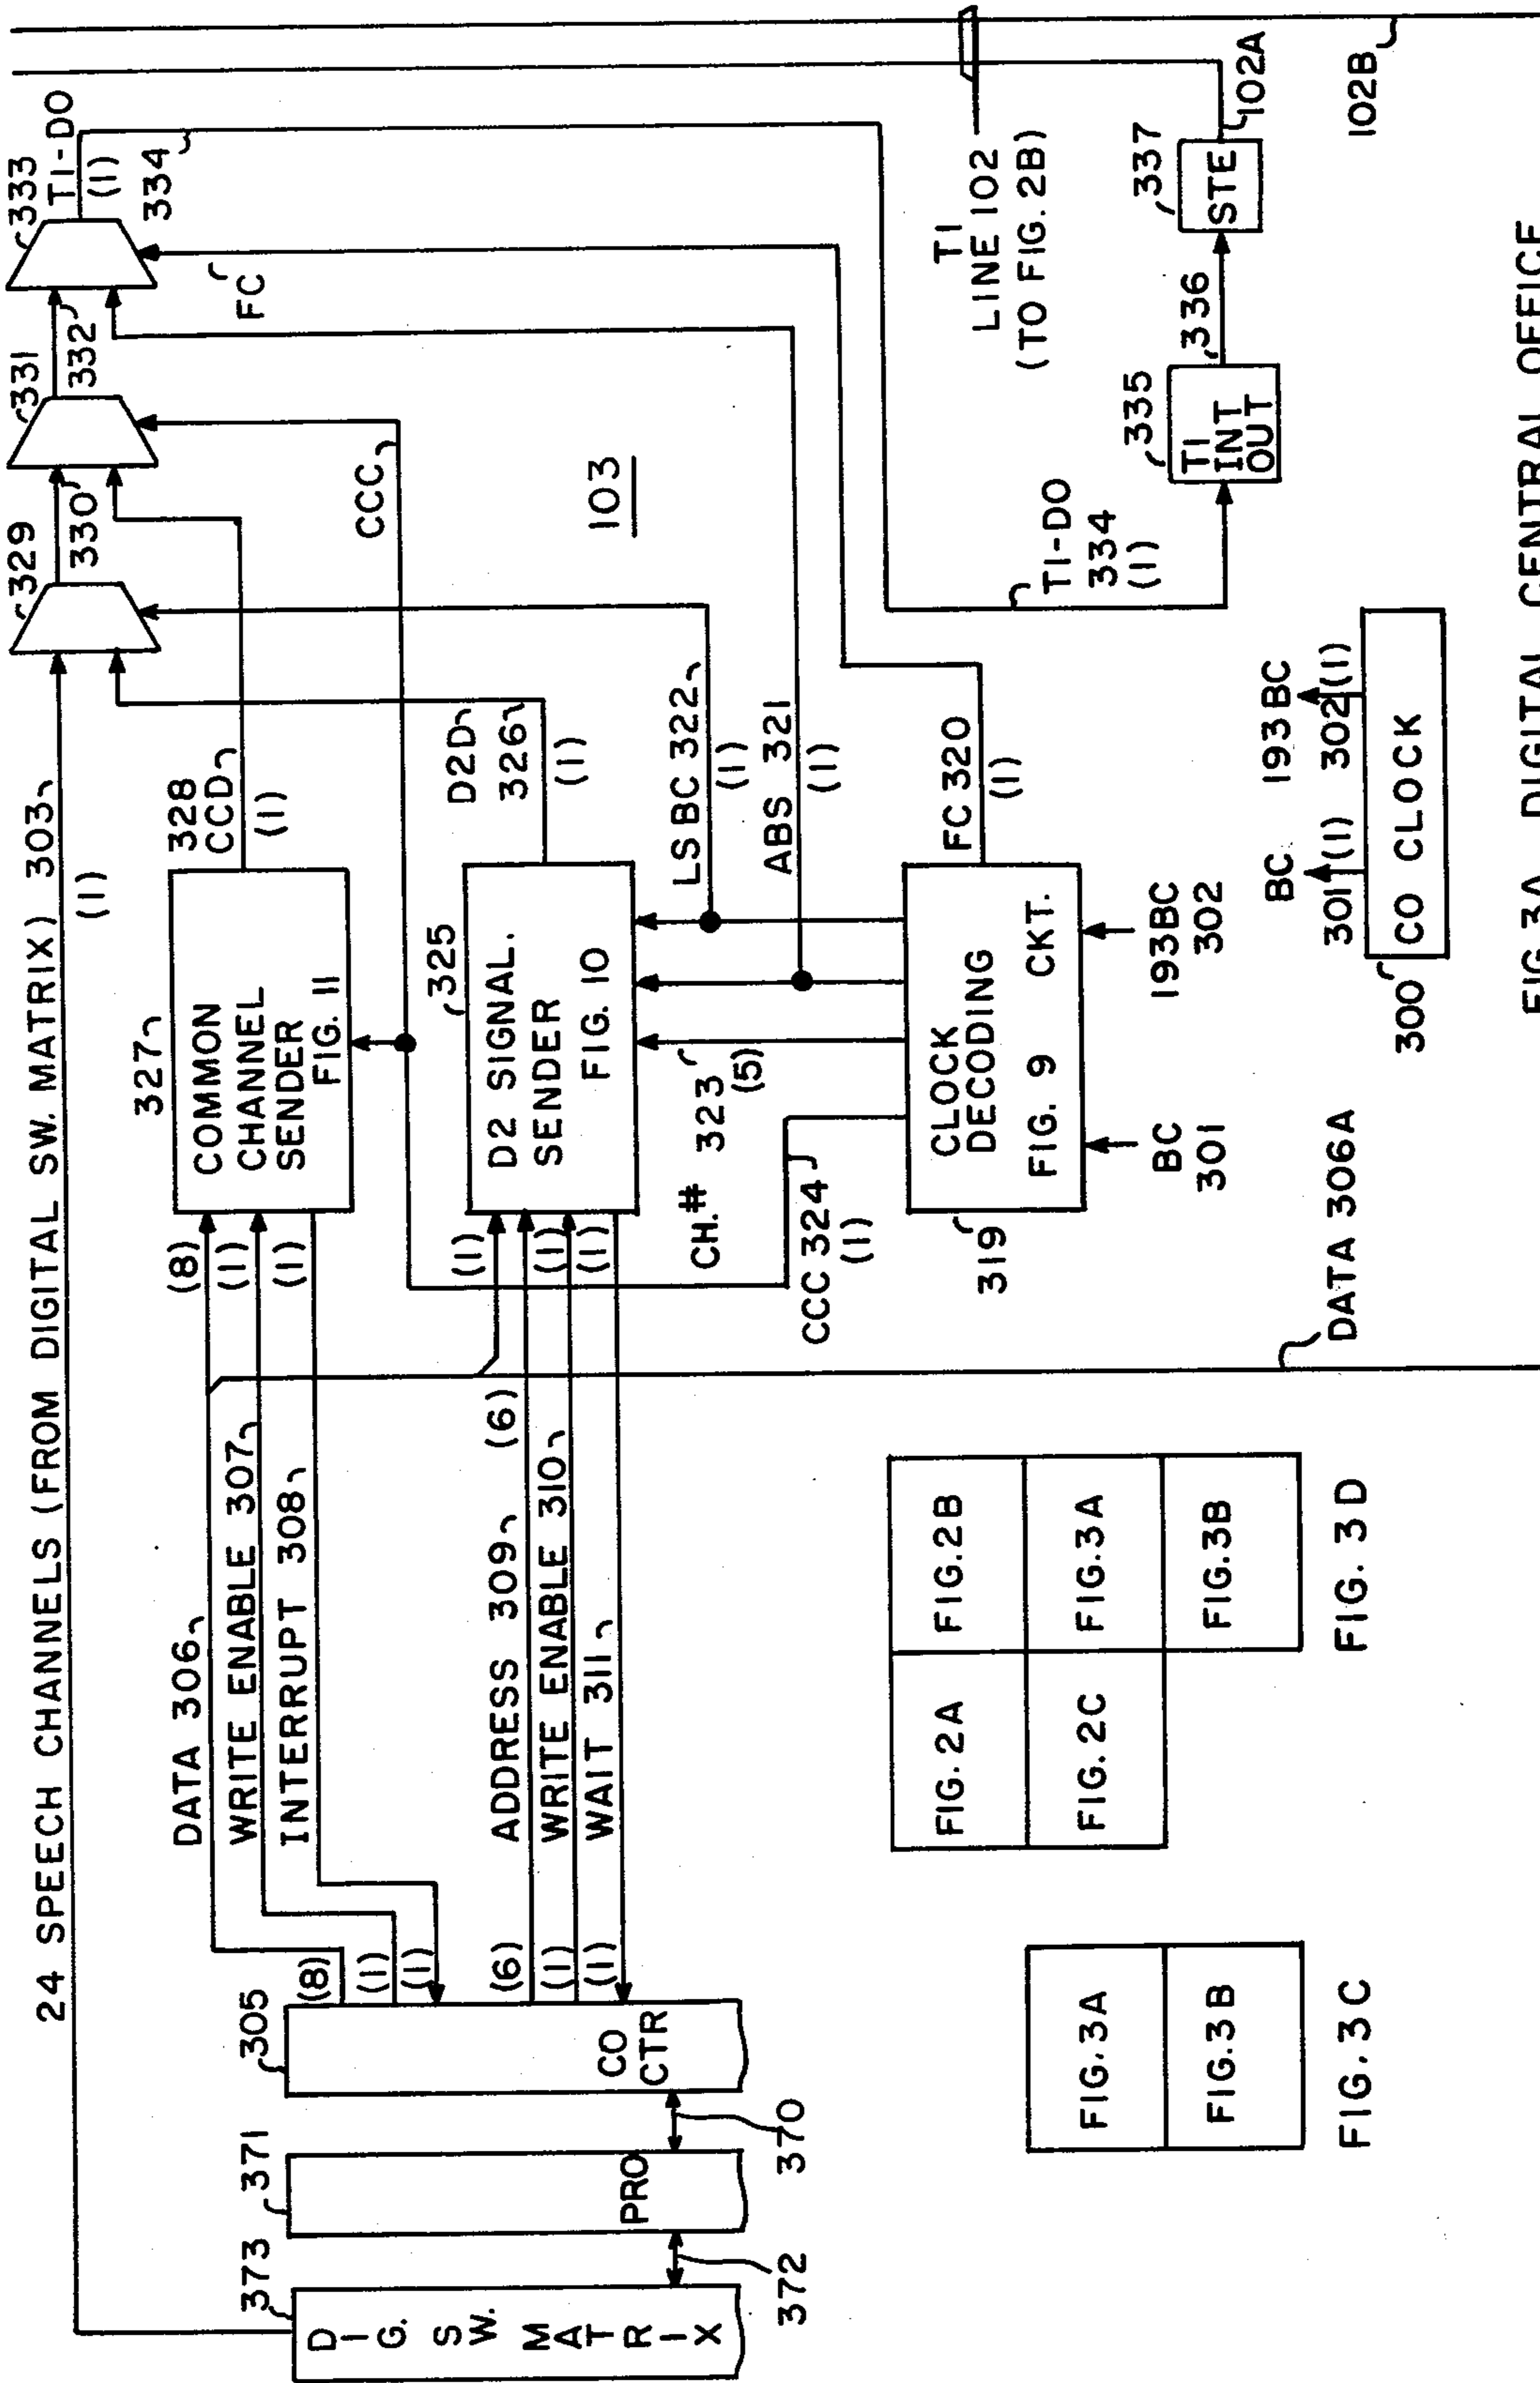 24 SPEECH CHANNELS (FROM DIGITAL SW. MATRIX) 303
(1)
329
330
331
332
333
T1-DO
(1)
334
FC
327
328
CCD
(1)
COMMON
CHANNEL
SENDER
FIG. 11
CCC
DATA 306
WRITE ENABLE 307
INTERRUPT 308
(8)
(1)
(1)
(8)
(1)
(1)
325
D2 SIGNAL.
SENDER
FIG. 10
D2D
326
(1)
103
ADDRESS 309
WRITE ENABLE 310
WAIT 311
(6)
(1)
(1)
(6)
(1)
(1)
(1)
373
DIG. SW. MATRIX
371
PRO
305
CO
CTR
372
370
CH.#
323
(5)
LSBC 322
(1)
ABS 321
(1)
CCC 324
(1)
FC 320
(1)
CLOCK
DECODING
FIG. 9 CKT.
319
BC
301
193BC
302
T1-DO
334
(1)
335
T1
INT
OUT
336
337
STE
102A
102B
T1
LINE 102
(TO FIG. 2B)
DATA 306A
BC
301
(1)
193BC
302
(1)
300
CO CLOCK
FIG.3A
FIG.3B
FIG.3C
FIG.2A
FIG.2B
FIG.2C
FIG.3A
FIG.3B
FIG. 3D
FIG.3A DIGITAL CENTRAL OFFICE